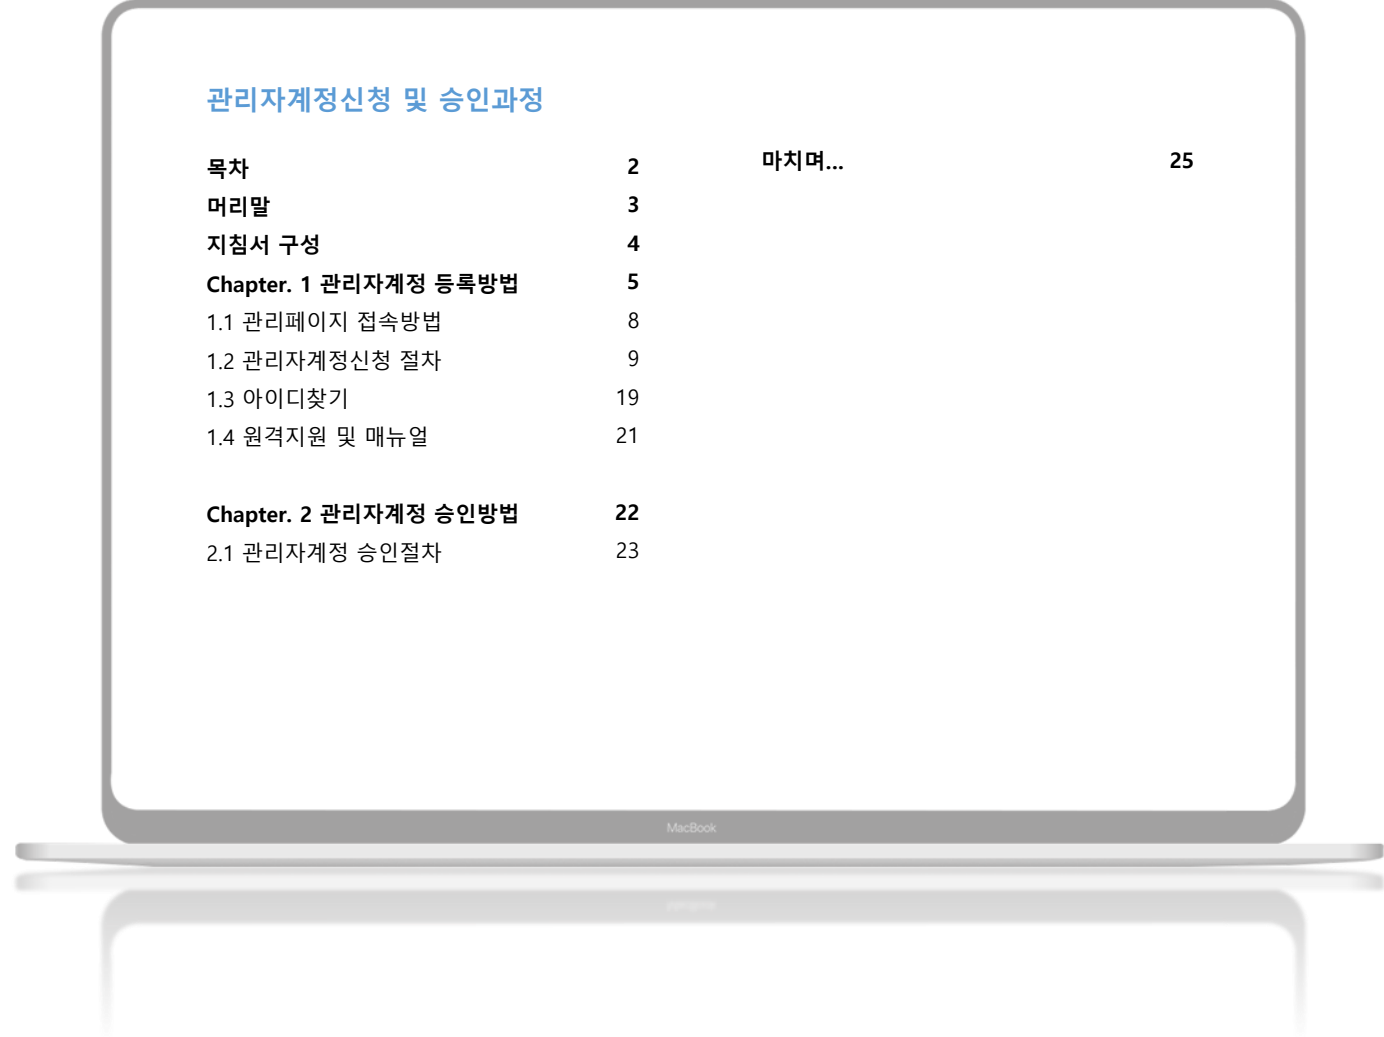 관리자계정신청 및 승인과정
목차 2
머리말 3
지침서 구성 4
Chapter. 1 관리자계정 등록방법 5
1.1 관리페이지 접속방법 8
1.2 관리자계정신청 절차 9
1.3 아이디찾기 19
1.4 원격지원 및 매뉴얼 21
Chapter. 2 관리자계정 승인방법 22
2.1 관리자계정 승인절차 23
마치며... 25
MacBook